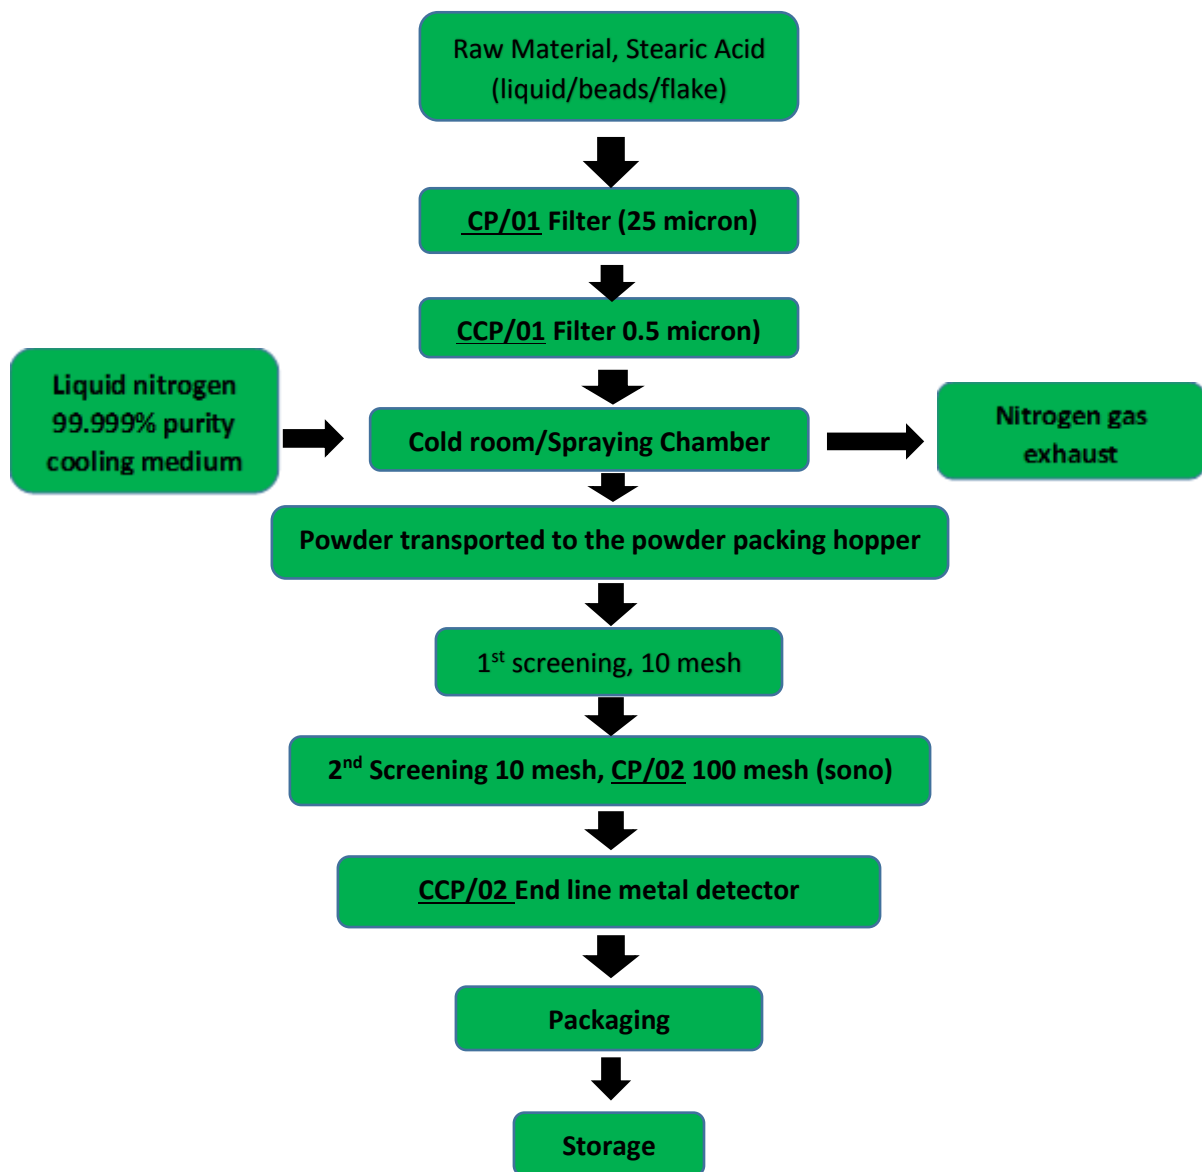 Raw Material, Stearic Acid
(liquid/beads/flake)
CP/01 Filter (25 micron)
CCP/01 Filter 0.5 micron)
Liquid nitrogen
99.999% purity
cooling medium
Cold room/Spraying Chamber
Nitrogen gas
exhaust
Powder transported to the powder packing hopper
1st screening, 10 mesh
2nd Screening 10 mesh, CP/02 100 mesh (sono)
CCP/02 End line metal detector
Packaging
Storage